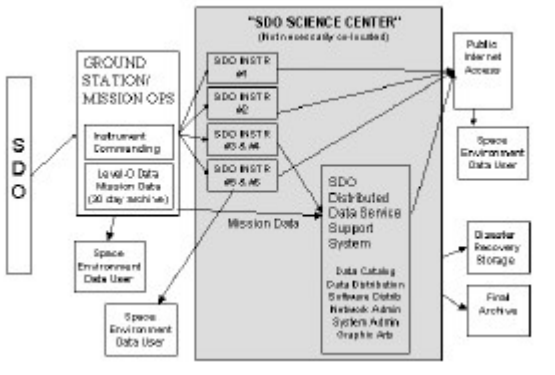 "SDO SCIENCE CENTER"
(Not necessarily co-located)
SDO
GROUND
STATION/
MISSION OPS
Instrument
Commanding
Level-0 Data
Mission Data
(30 day archive)
Space
Environment
Data User
SDO INSTR
#1
SDO INSTR
#2
SDO INSTR
#3 & #4
SDO INSTR
#5 & #6
Mission Data
Space
Environment
Data User
SDO
Distributed
Data Service
Support
System
Data Catalog
Data Distribution
Software Distrib
Network Admin
System Admin
Graphic Arts
Public
Internet
Access
Space
Environment
Data User
Disaster
Recovery
Storage
Final
Archive